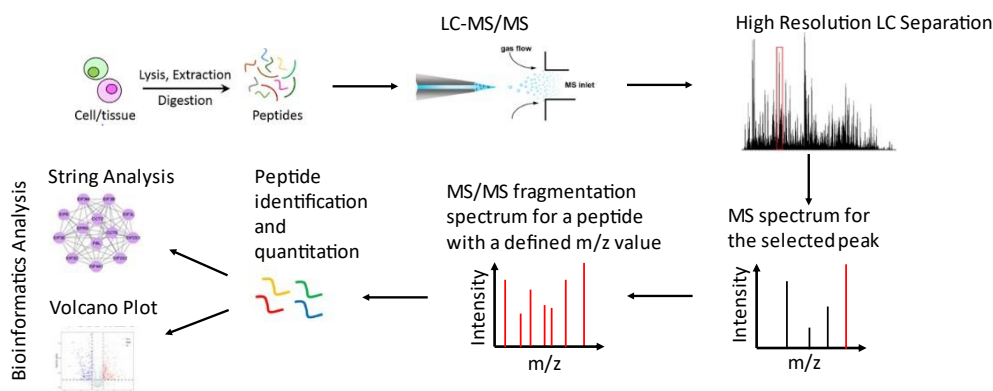 LC-MS/MS
High Resolution LC Separation
gas flow
MS inlet
Lysis, Extraction
Digestion
Cell/tissue
Peptides
String Analysis
Peptide
identification
and
quantitation
MS/MS fragmentation
spectrum for a peptide
with a defined m/z value
MS spectrum for
the selected peak
Bioinformatics Analysis
Volcano Plot
Intensity
m/z
Intensity
m/z